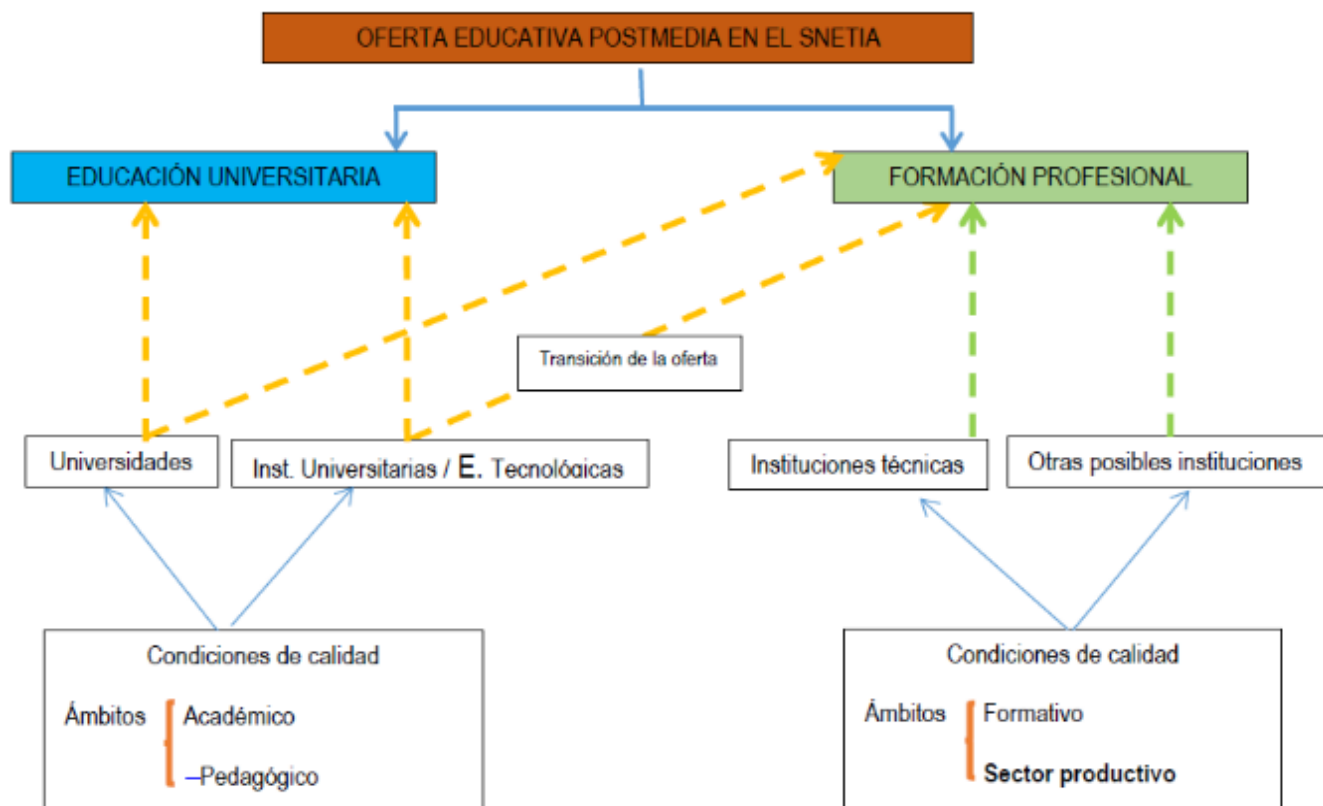 OFERTA EDUCATIVA POSTMEDIA EN EL SNETIA
EDUCACIÓN UNIVERSITARIA
FORMACIÓN PROFESIONAL
Transición de la oferta
Universidades
Inst. Universitarias / E. Tecnológicas
Instituciones técnicas
Otras posibles instituciones
Condiciones de calidad
Ámbitos
Académico
–Pedagógico
Condiciones de calidad
Ámbitos
Formativo
Sector productivo